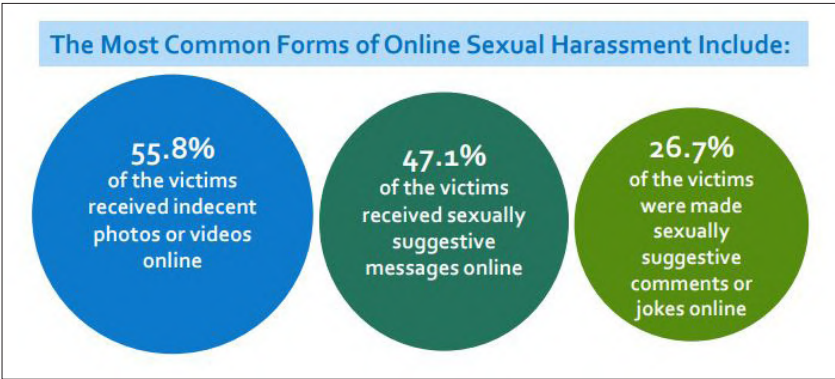 The Most Common Forms of Online Sexual Harassment Include:
55.8%
of the victims
received indecent
photos or videos
online
47.1%
of the victims
received sexually
suggestive
messages online
26.7%
of the victims
were made
sexually
suggestive
comments or
jokes online